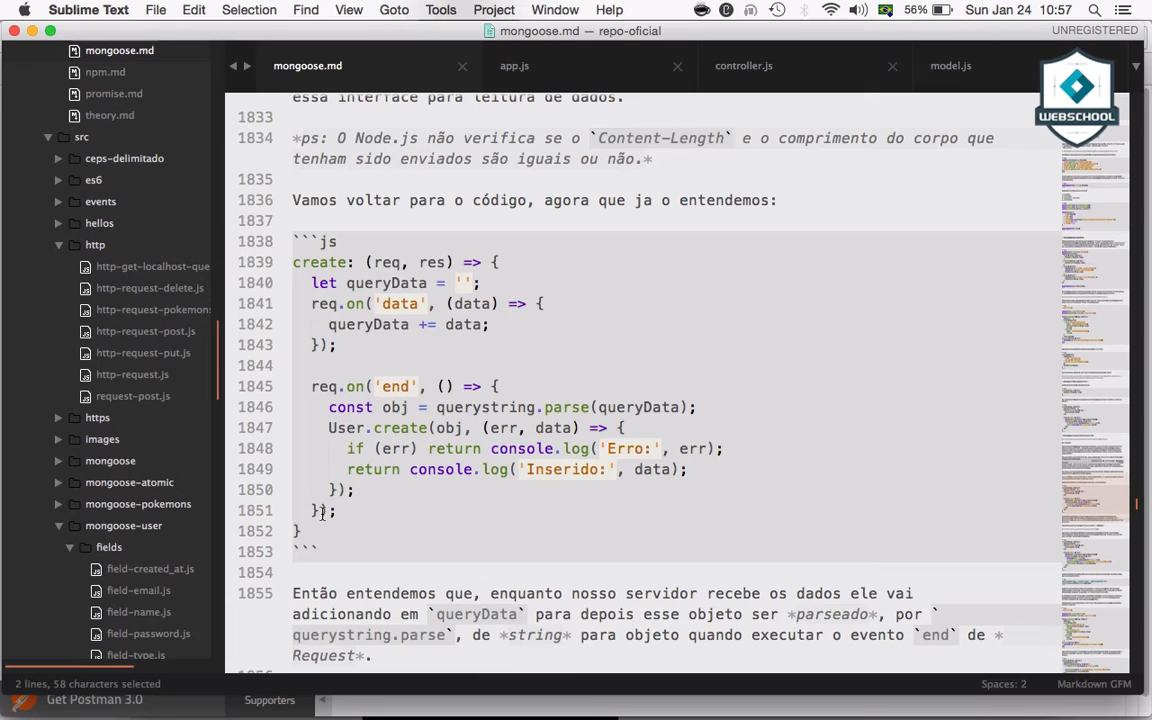 Sublime Text File Edit Selection Find View Goto Tools Project Window Help 56% Sun Jan 24 10:57
mongoose.md — repo-oficial
UNREGISTERED
mongoose.md
npm.md
promise.md
theory.md
src
ceps-delimitado
es6
events
hellos
http
http-get-localhost-que
http-request-delete.js
http-request-pokemons
http-request-post.js
http-request-put.js
http-request.js
request-post.js
https
images
mongoose
mongoose-atomic
mongoose-pokemons
mongoose-user
fields
field-created_at.js
field-email.js
field-name.js
field-password.js
field-type.js
mongoose.md app.js controller.js model.js
WEBSCHOOL
essa interface para leitura de dados.
1833
1834 *ps: O Node.js não verifica se o `Content-Length` e o comprimento do corpo que
tenham sido enviados são iguais ou não.*
1835
1836 Vamos voltar para o código, agora que ja o entendemos:
1837
1838 ```js
1839 create: (req, res) => {
1840 let queryData = '';
1841 req.on('data', (data) => {
1842 queryData += data;
1843 });
1844
1845 req.on('end', () => {
1846 const obj = querystring.parse(queryData);
1847 User.create(obj, (err, data) => {
1848 if (err) return console.log('Erro:', err);
1849 return console.log('Inserido:', data);
1850 });
1851 });
1852 }
1853 ```
1854
1855 Então entendemos que, enquanto nosso servidor recebe os dados ele vai
adicionando em `queryData` para depois esse objeto ser *parseado*, por `
querystring.parse`, de *string* para objeto quando executar o evento `end` de *
Request*.
2 lines, 58 characters selected
Spaces: 2
Markdown GFM
Get Postman 3.0
Supporters